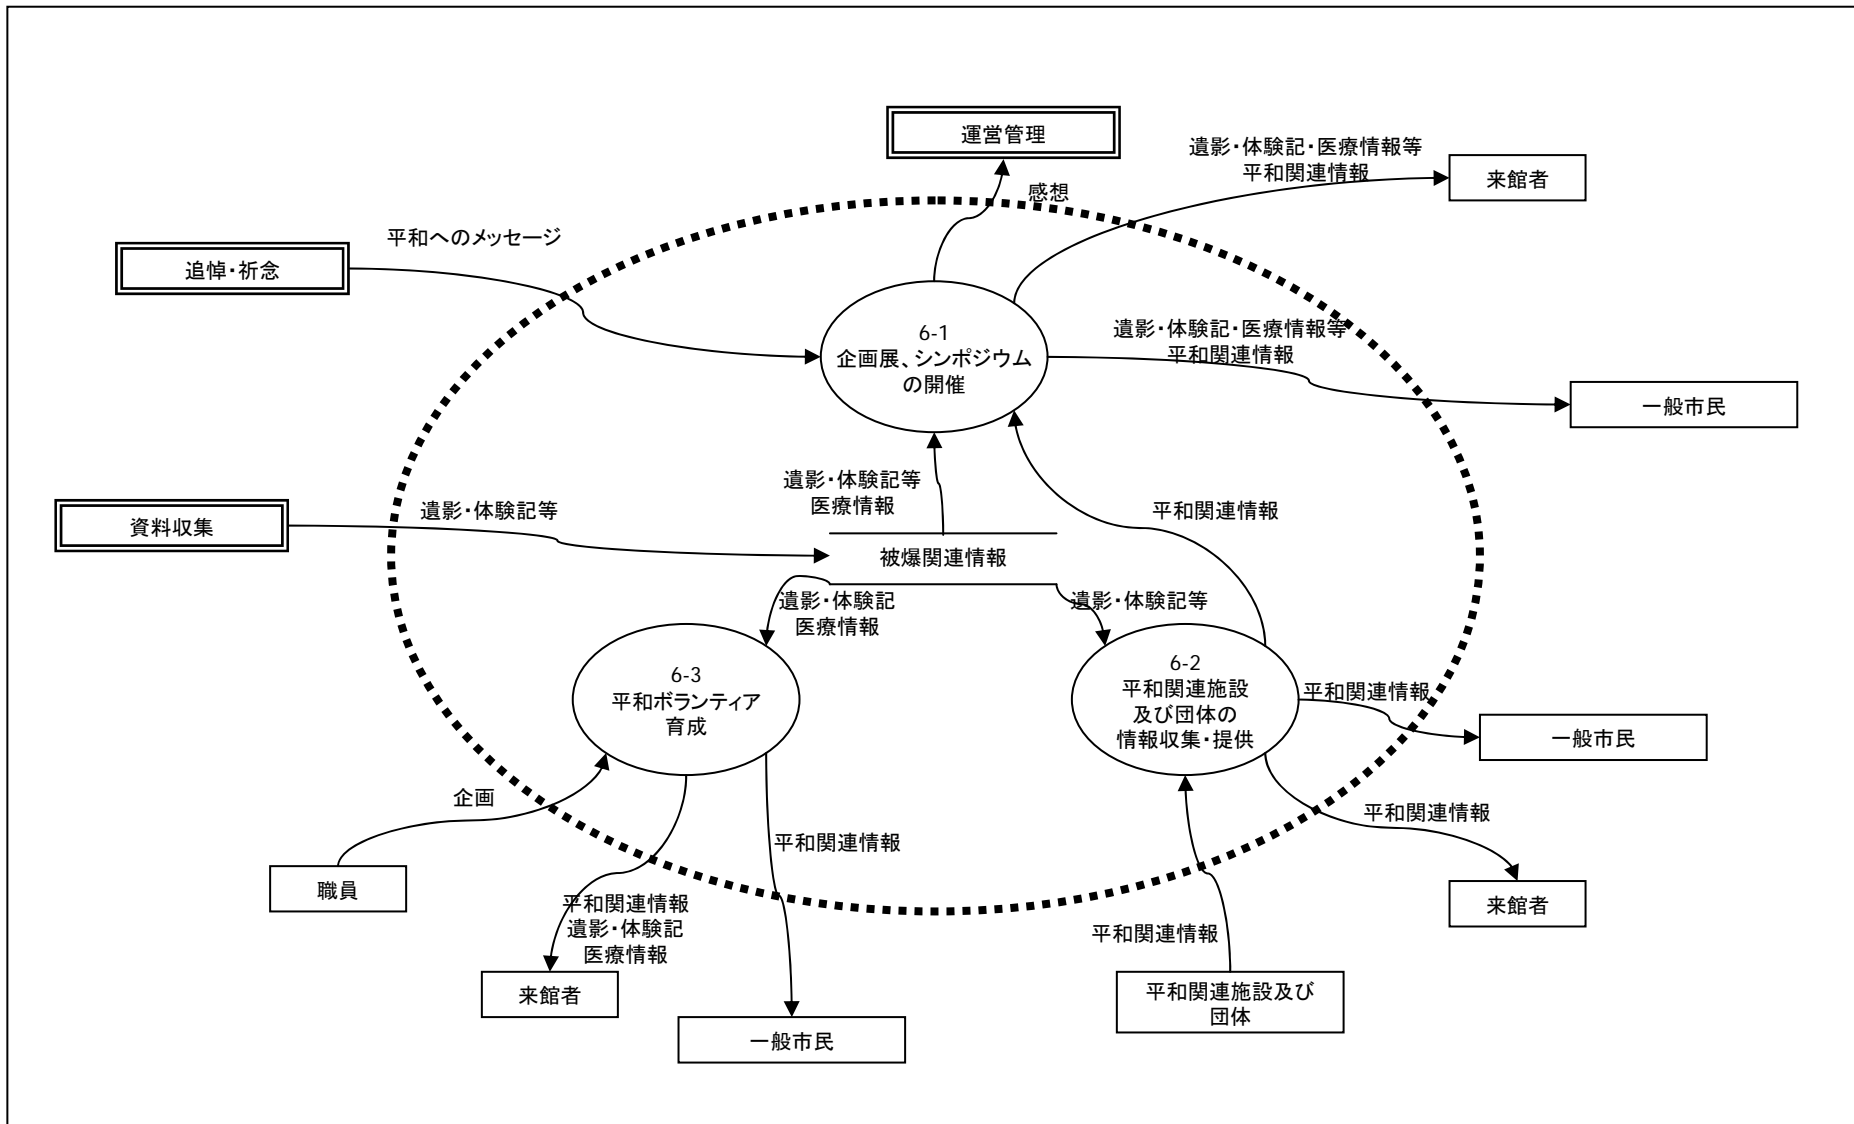 運営管理
遺影・体験記・医療情報等
平和関連情報
来館者
感想
平和へのメッセージ
追悼・祈念
6-1
企画展、シンポジウム
の開催
遺影・体験記・医療情報等
平和関連情報
一般市民
遺影・体験記等
医療情報
平和関連情報
資料収集
遺影・体験記等
被爆関連情報
遺影・体験記
医療情報
遺影・体験記等
6-3
平和ボランティア
育成
6-2
平和関連施設
及び団体の
情報収集・提供
平和関連情報
一般市民
企画
職員
平和関連情報
平和関連情報
来館者
平和関連情報
遺影・体験記
医療情報
来館者
平和関連情報
平和関連施設及び
団体
一般市民